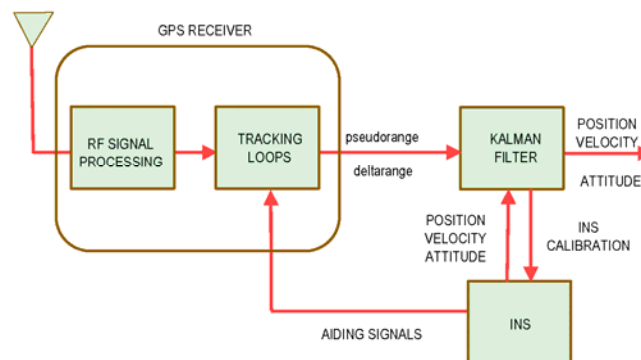 GPS RECEIVER
RF SIGNAL
PROCESSING
TRACKING
LOOPS
pseudorange
deltarange
KALMAN
FILTER
POSITION
VELOCITY
ATTITUDE
POSITION
VELOCITY
ATTITUDE
INS
CALIBRATION
AIDING SIGNALS
INS